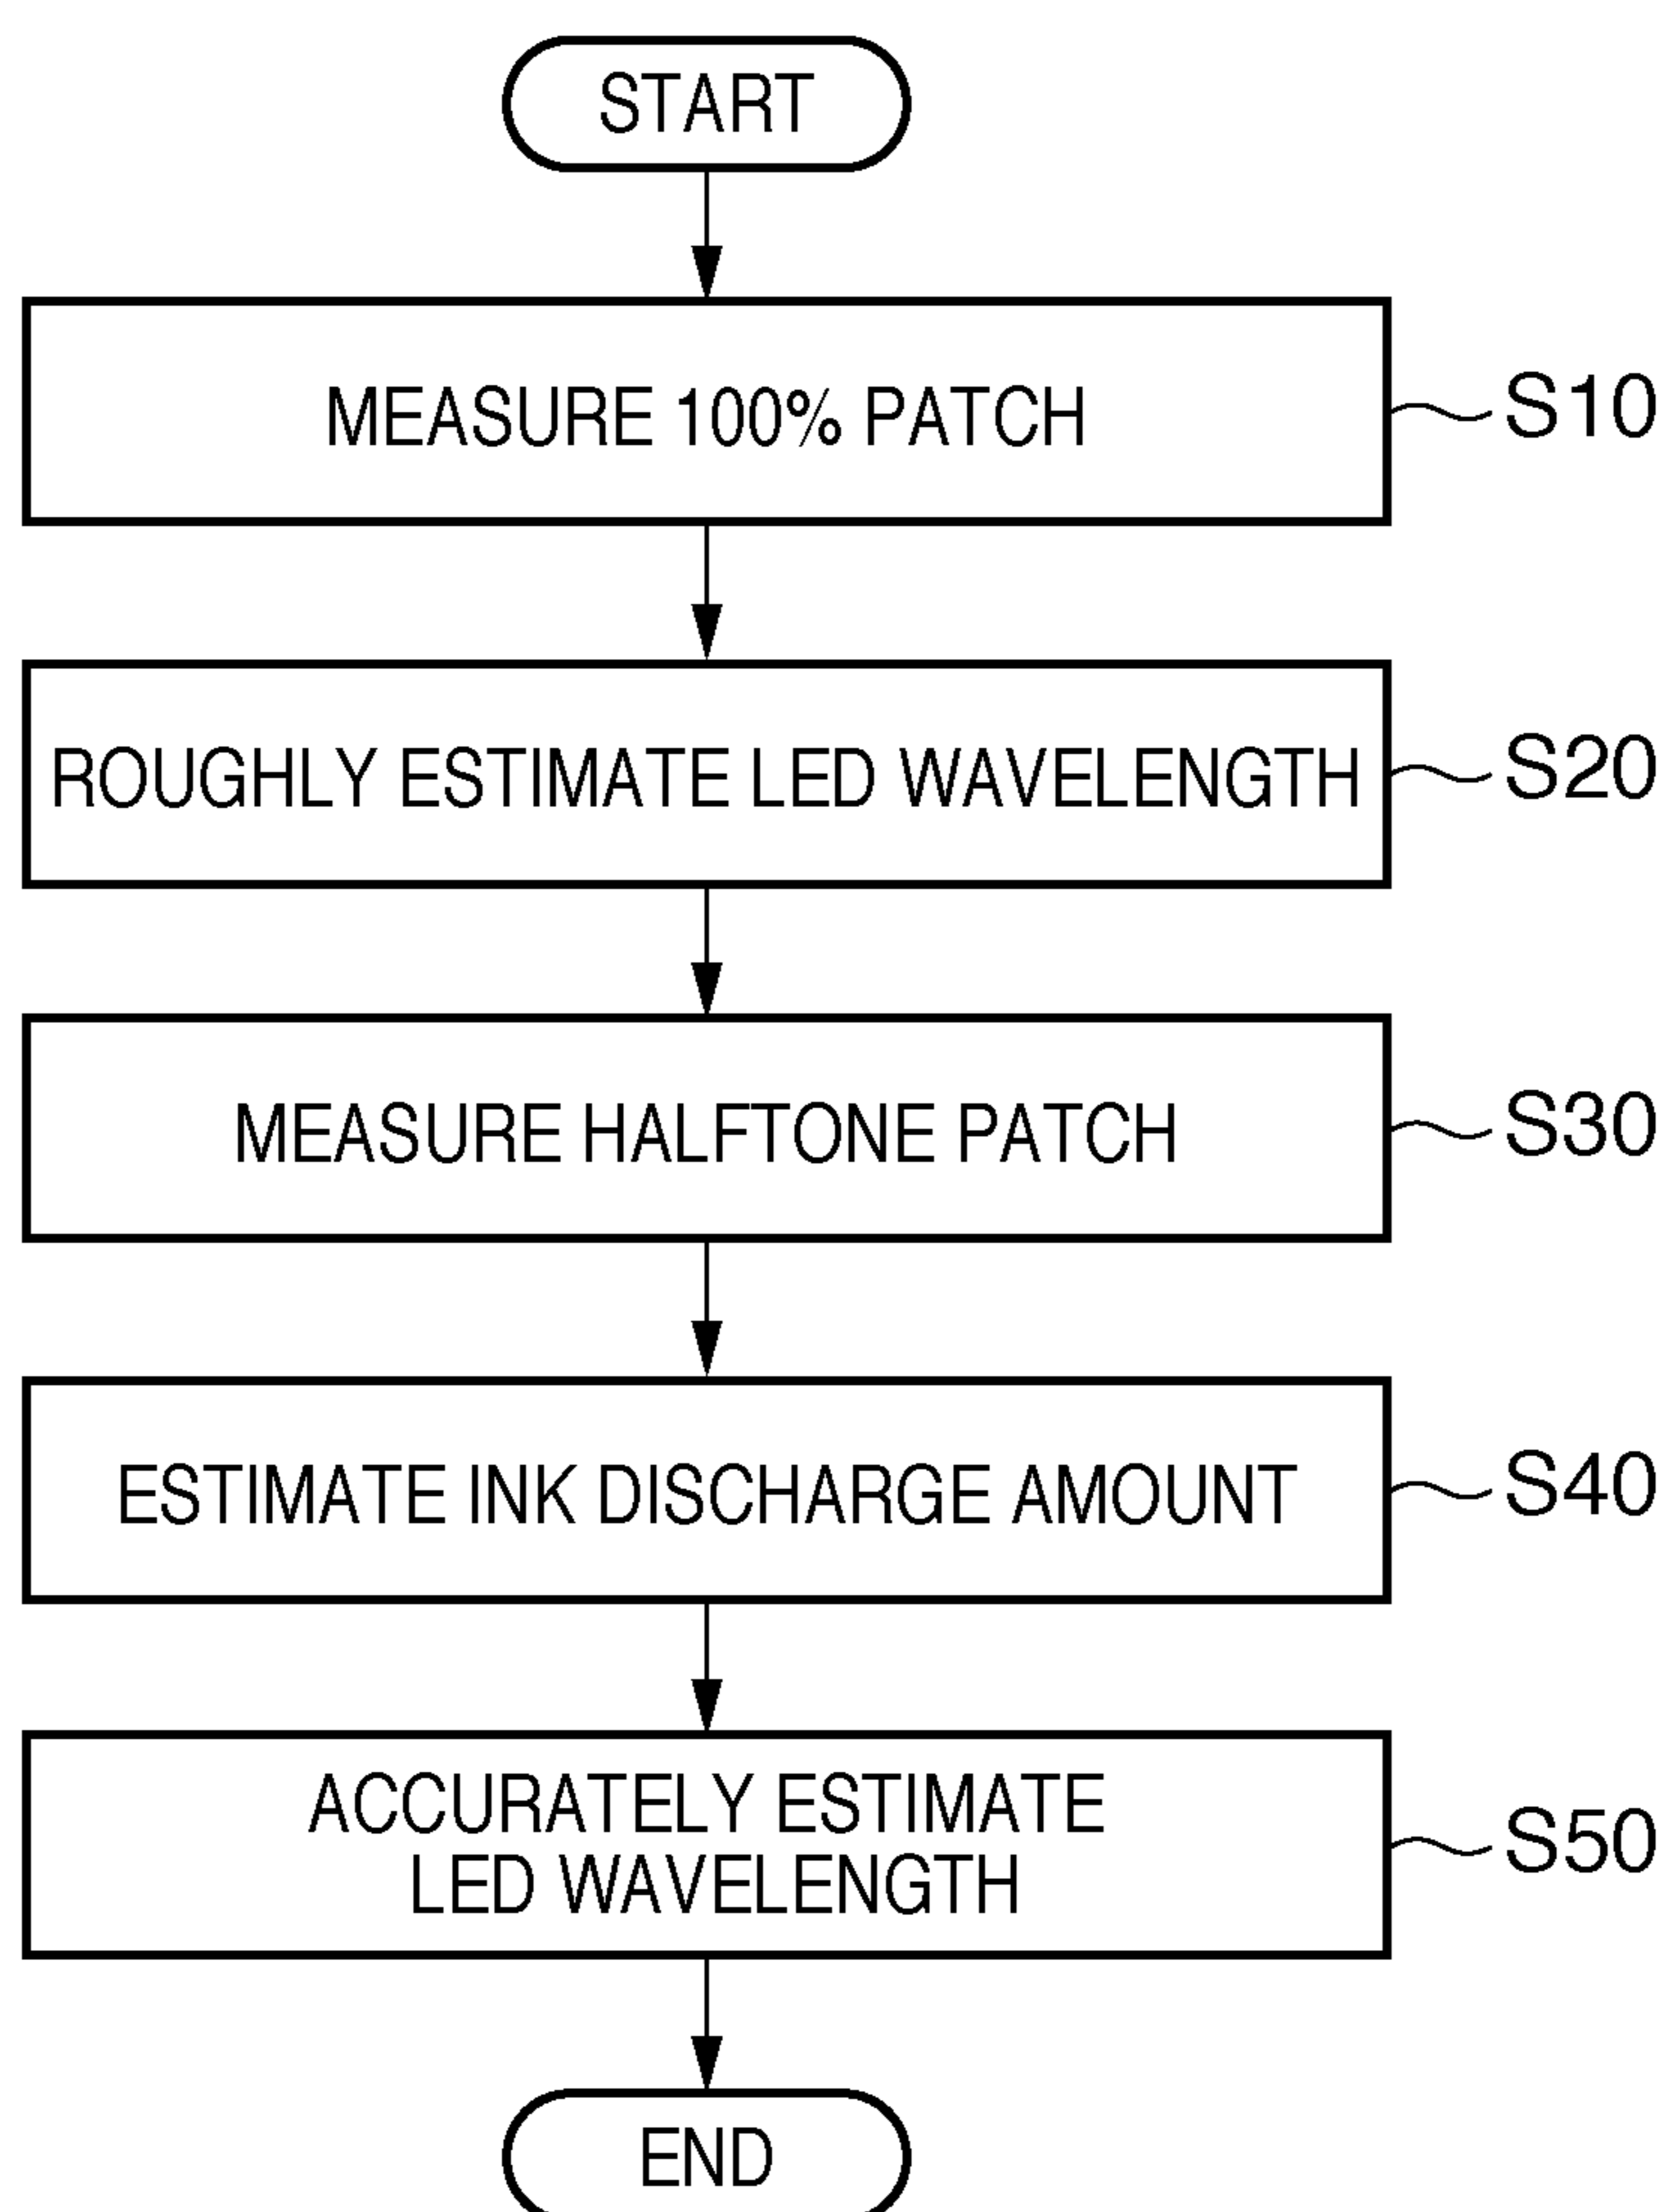 START
MEASURE 100% PATCH
S10
ROUGHLY ESTIMATE LED WAVELENGTH
S20
MEASURE HALFTONE PATCH
S30
ESTIMATE INK DISCHARGE AMOUNT
S40
ACCURATELY ESTIMATE
LED WAVELENGTH
S50
END